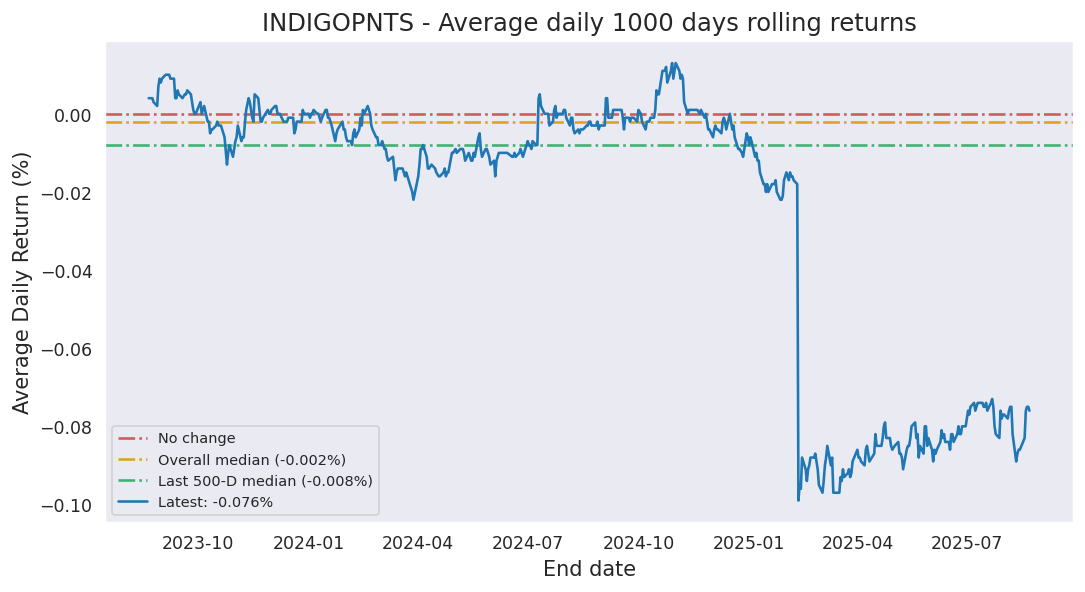 INDIGOPNTS - Average daily 1000 days rolling returns
Average Daily Return (%)
0.00
−0.02
−0.04
−0.06
−0.08
−0.10
No change
Overall median (-0.002%)
Last 500-D median (-0.008%)
Latest: -0.076%
2023-10 2024-01 2024-04 2024-07 2024-10 2025-01 2025-04 2025-07
End date